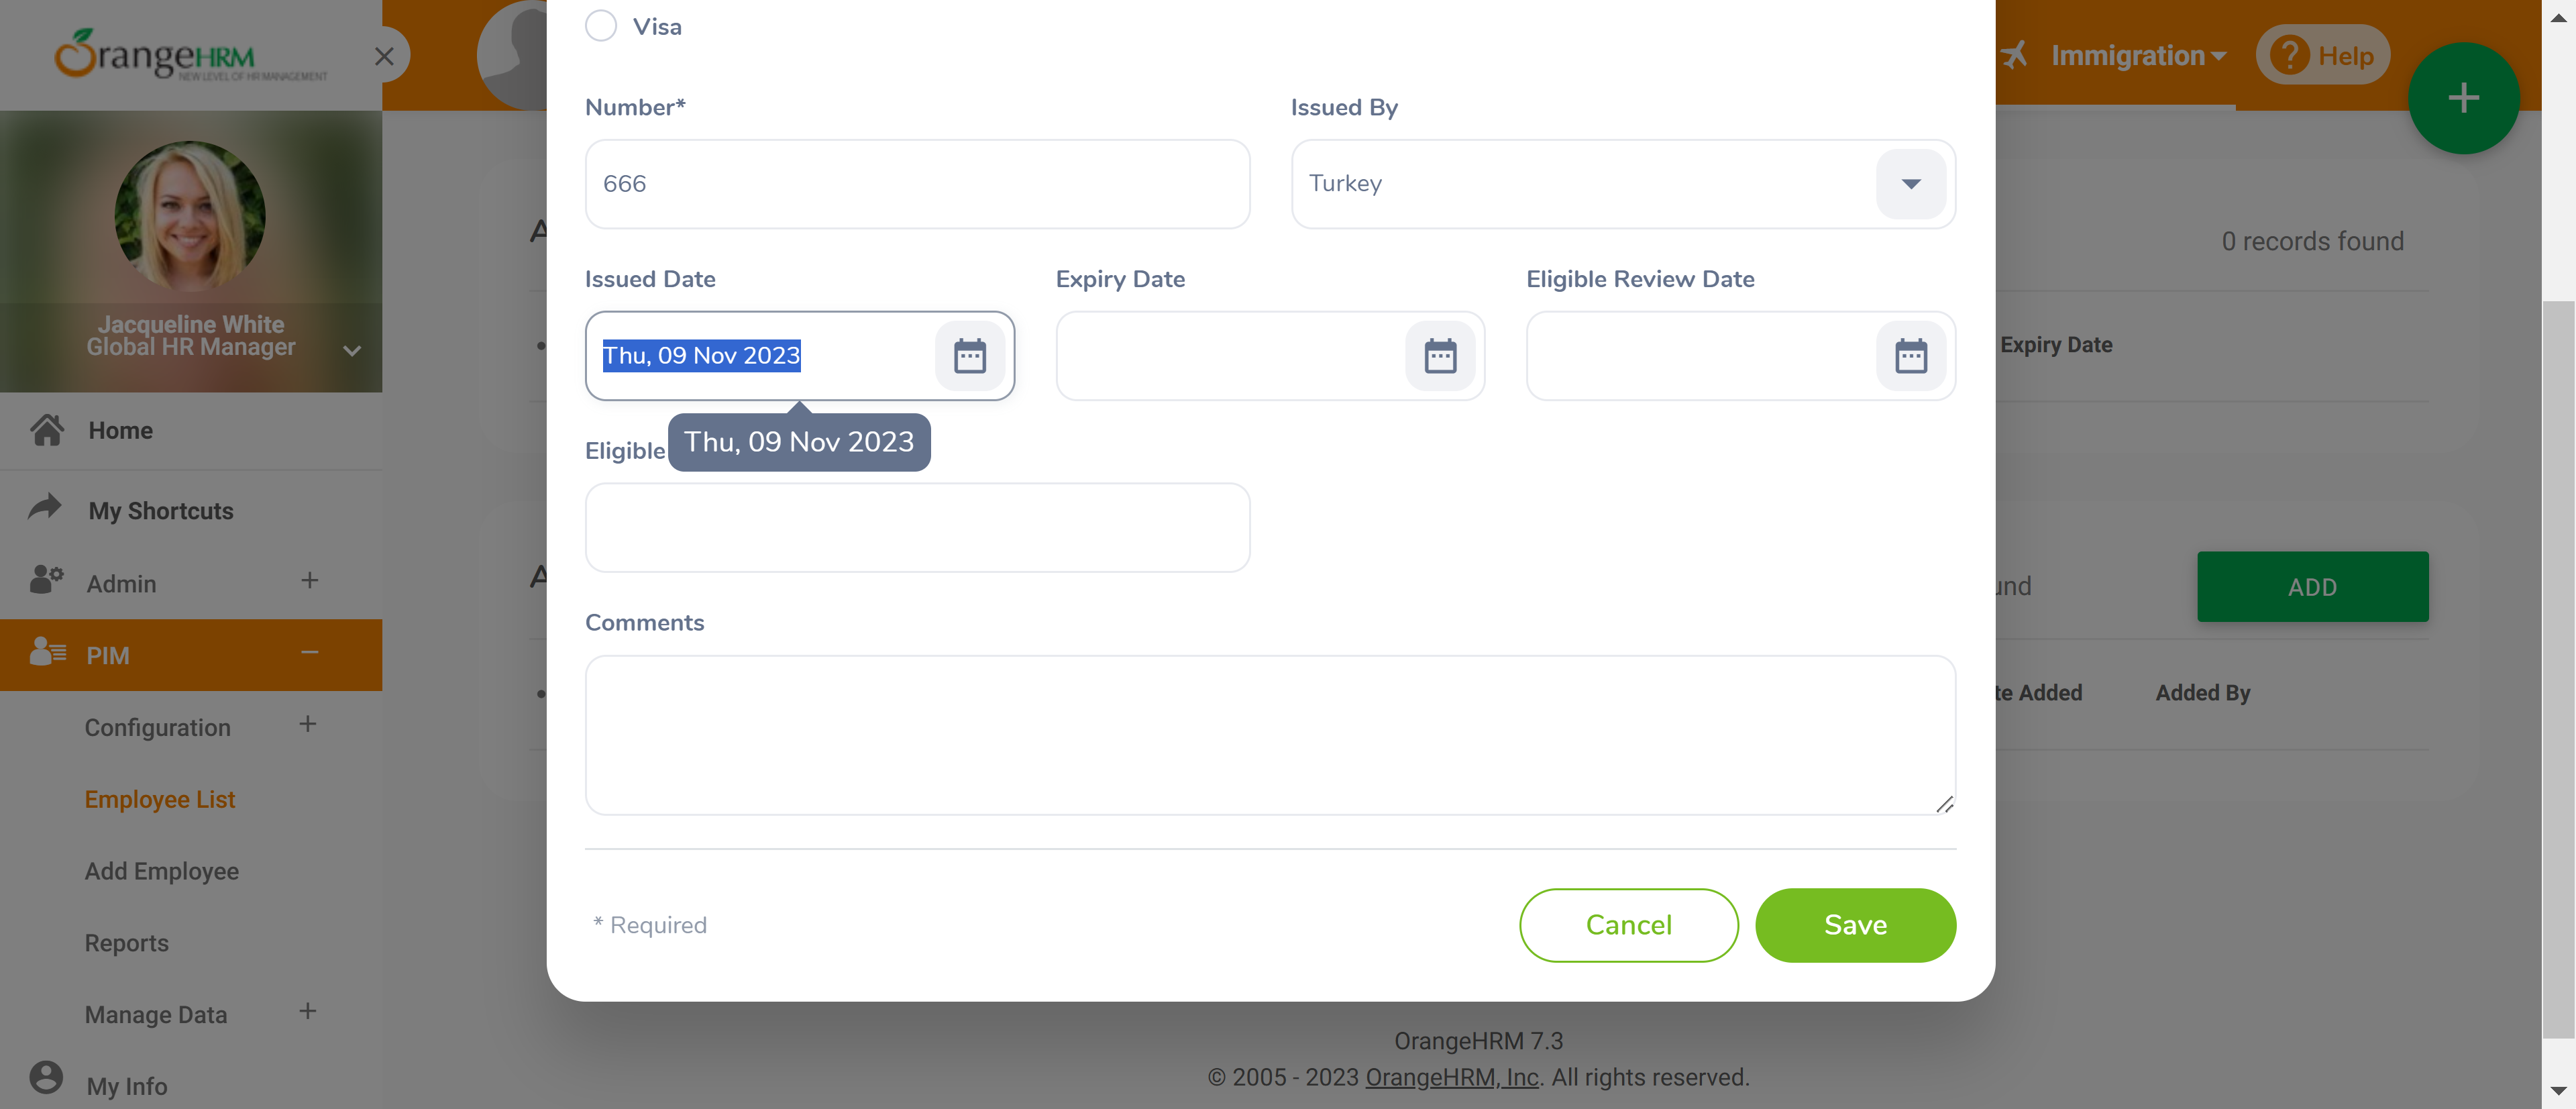 OrangeHRM
NEW LEVEL OF HR MANAGEMENT
Jacqueline White
Global HR Manager
Home
My Shortcuts
Admin
PIM
Configuration
Employee List
Add Employee
Reports
Manage Data
My Info
Immigration
Help
0 records found
Expiry Date
ADD
Added By
Visa
Number*
Issued By
666
Turkey
Issued Date
Expiry Date
Eligible Review Date
Thu, 09 Nov 2023
Thu, 09 Nov 2023
Eligible
Comments
* Required
Cancel
Save
OrangeHRM 7.3
© 2005 - 2023 OrangeHRM, Inc. All rights reserved.